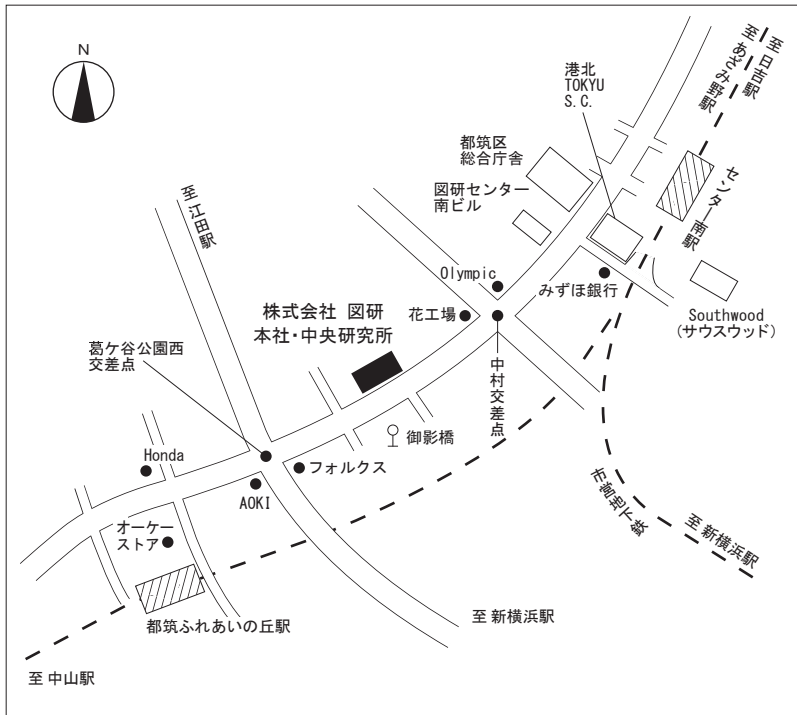 N
至 日吉駅
至 あざみ野駅
港北
TOKYU
S.C.
都筑区
総合庁舎
図研センター
南ビル
センター南駅
至 江田駅
Olympic
みずほ銀行
Southwood
(サウスウッド)
株式会社 図研
本社・中央研究所
花工場
葛ケ谷公園西
交差点
中村交差点
御影橋
Honda
フォルクス
AOKI
市営地下鉄
オーケー
ストア
至 新横浜駅
至 新横浜駅
都筑ふれあいの丘駅
至 中山駅